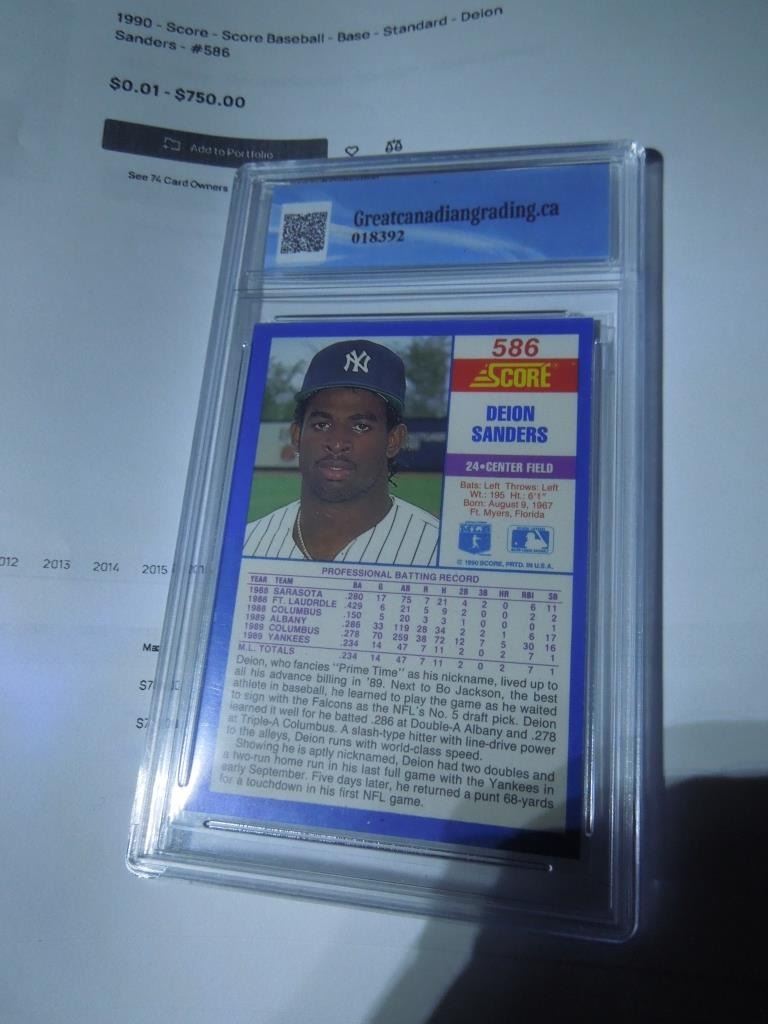 1990 - Score - Score Baseball - Base - Standard - Deion
Sanders - #586
$0.01 - $750.00
Add to Portfolio
See 74 Card Owners
Greatcanadiangrading.ca
018392
NY
586
SCORE
DEION
SANDERS
24•CENTER FIELD
Bats: Left Throws: Left
Wt.: 195 Ht.: 6'1"
Born: August 9, 1967
Ft. Myers, Florida
© 1990 SCORE, PRTD. IN U.S.A.
PROFESSIONAL BATTING RECORD
YEAR TEAM BA G AB R H 2B 3B HR RBI SB
1988 SARASOTA .280 17 75 7 21 4 2 0 6 11
1988 FT. LAUDRDLE .429 6 21 5 9 2 0 0 2 2
1988 COLUMBUS .150 5 20 3 3 1 0 0 0 1
1989 ALBANY .286 33 119 28 34 2 2 1 6 17
1989 COLUMBUS .278 70 259 38 72 12 7 5 30 16
1989 YANKEES .234 14 47 7 11 2 0 2 7 1
M.L. TOTALS .234 14 47 7 11 2 0 2 7 1
Deion, who fancies "Prime Time" as his nickname, lived up to
all his advance billing in '89. Next to Bo Jackson, the best
athlete in baseball, he learned to play the game as he waited
to sign with the Falcons as the NFL's No. 5 draft pick. Deion
learned it well for he batted .286 at Double-A Albany and .278
at Triple-A Columbus. A slash-type hitter with line-drive power
to the alleys, Deion runs with world-class speed.
Showing he is aptly nicknamed, Deion had two doubles and
a two-run home run in his last full game with the Yankees in
early September. Five days later, he returned a punt 68-yards
for a touchdown in his first NFL game.
012 2013 2014 2015